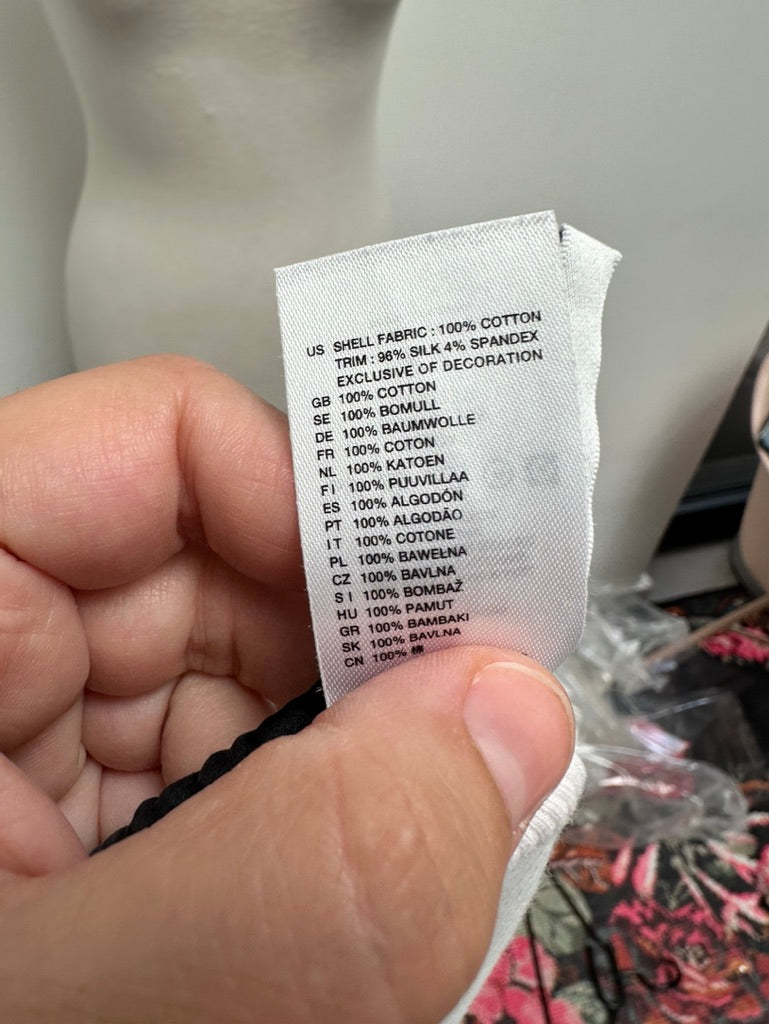 US SHELL FABRIC : 100% COTTON
TRIM : 96% SILK 4% SPANDEX
EXCLUSIVE OF DECORATION
GB 100% COTTON
SE 100% BOMULL
DE 100% BAUMWOLLE
FR 100% COTON
NL 100% KATOEN
FI 100% PUUVILLAA
ES 100% ALGODÓN
PT 100% ALGODÃO
IT 100% COTONE
PL 100% BAWEŁNA
CZ 100% BAVLNA
SI 100% BOMBAŽ
HU 100% PAMUT
GR 100% BAMBAKI
SK 100% BAVLNA
CN 100% 棉